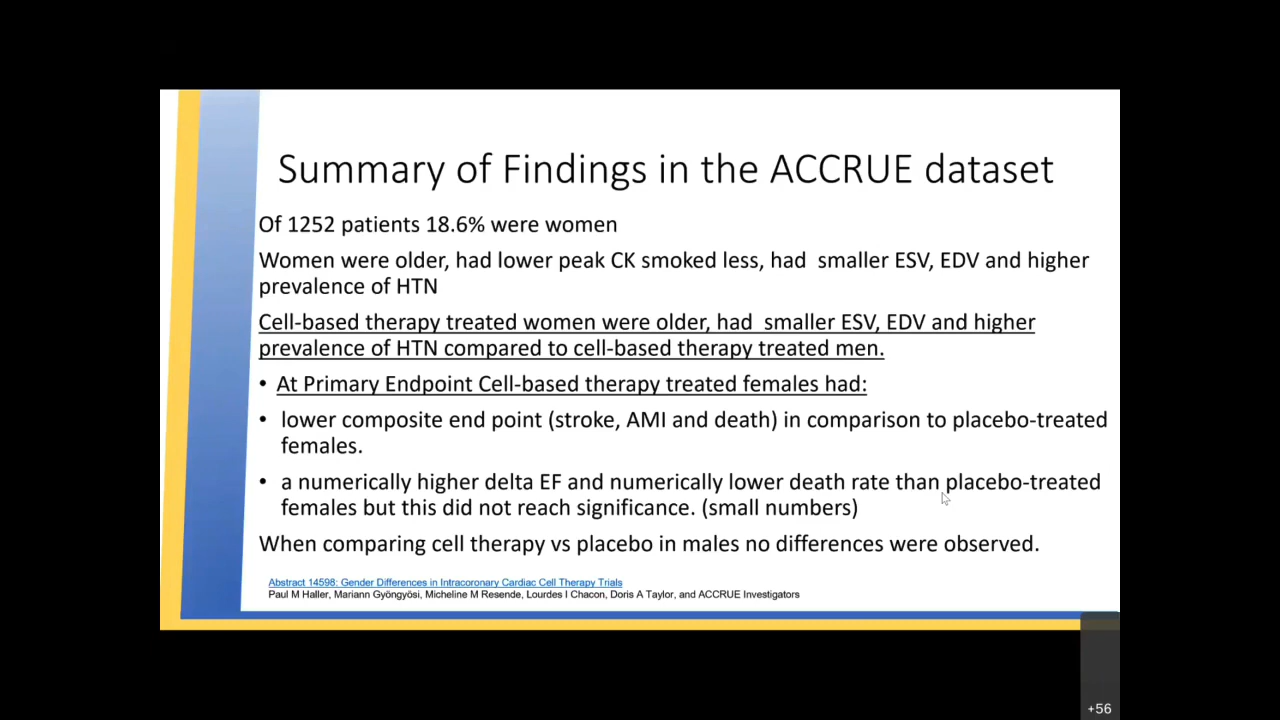 Summary of Findings in the ACCRUE dataset
Of 1252 patients 18.6% were women
Women were older, had lower peak CK smoked less, had smaller ESV, EDV and higher
prevalence of HTN
Cell-based therapy treated women were older, had smaller ESV, EDV and higher
prevalence of HTN compared to cell-based therapy treated men.
• At Primary Endpoint Cell-based therapy treated females had:
• lower composite end point (stroke, AMI and death) in comparison to placebo-treated
females.
• a numerically higher delta EF and numerically lower death rate than placebo-treated
females but this did not reach significance. (small numbers)
When comparing cell therapy vs placebo in males no differences were observed.
Abstract 14598: Gender Differences in Intracoronary Cardiac Cell Therapy Trials
Paul M Haller, Mariann Gyöngyösi, Micheline M Resende, Lourdes I Chacon, Doris A Taylor, and ACCRUE Investigators
+56